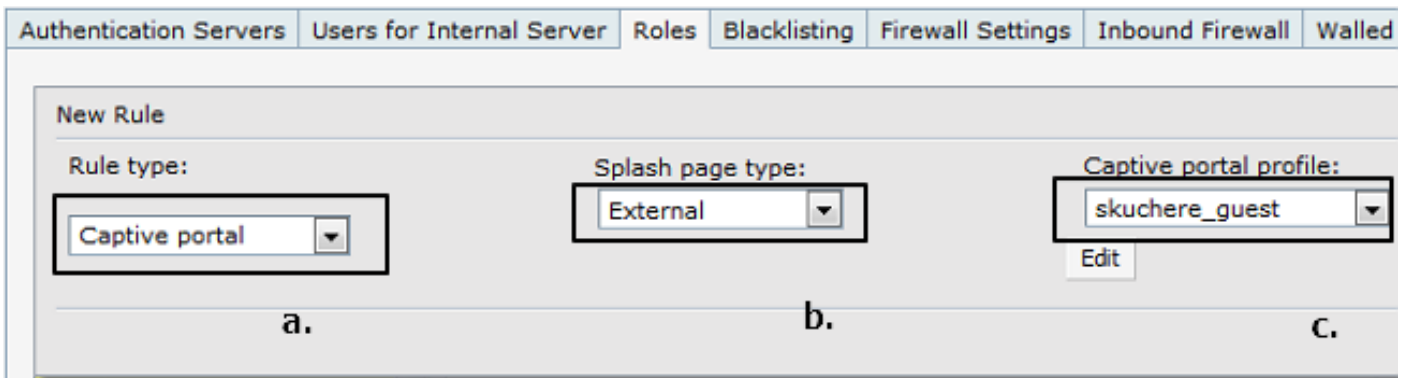 Authentication Servers Users for Internal Server Roles Blacklisting Firewall Settings Inbound Firewall Walled
New Rule
Rule type: Splash page type: Captive portal profile:
Captive portal External skuchere_guest
Edit
a. b. c.